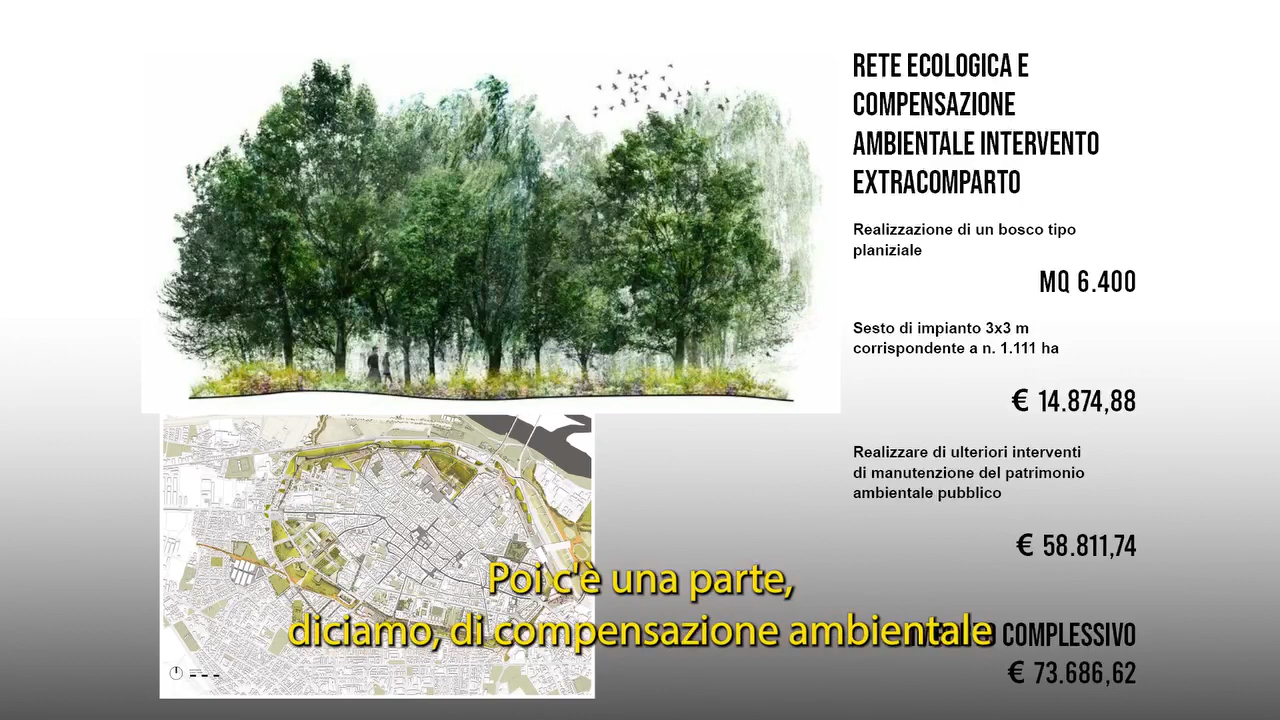 RETE ECOLOGICA E
COMPENSAZIONE
AMBIENTALE INTERVENTO
EXTRACOMPARTO
Realizzazione di un bosco tipo
planiziale
MQ 6.400
Sesto di impianto 3x3 m
corrispondente a n. 1.111 ha
€ 14.874,88
Realizzare di ulteriori interventi
di manutenzione del patrimonio
ambientale pubblico
€ 58.811,74
COMPLESSIVO
€ 73.686,62
Poi c'è una parte,
diciamo, di compensazione ambientale